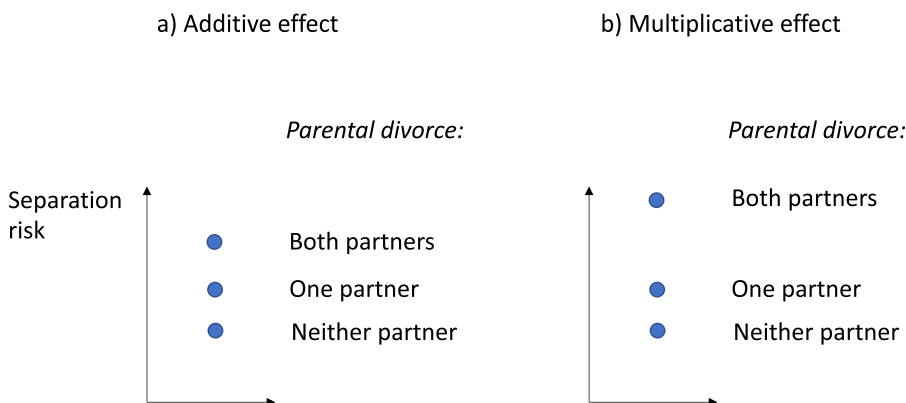 a) Additive effect
b) Multiplicative effect
Parental divorce:
Parental divorce:
Separation
risk
Both partners
One partner
Neither partner
Both partners
One partner
Neither partner